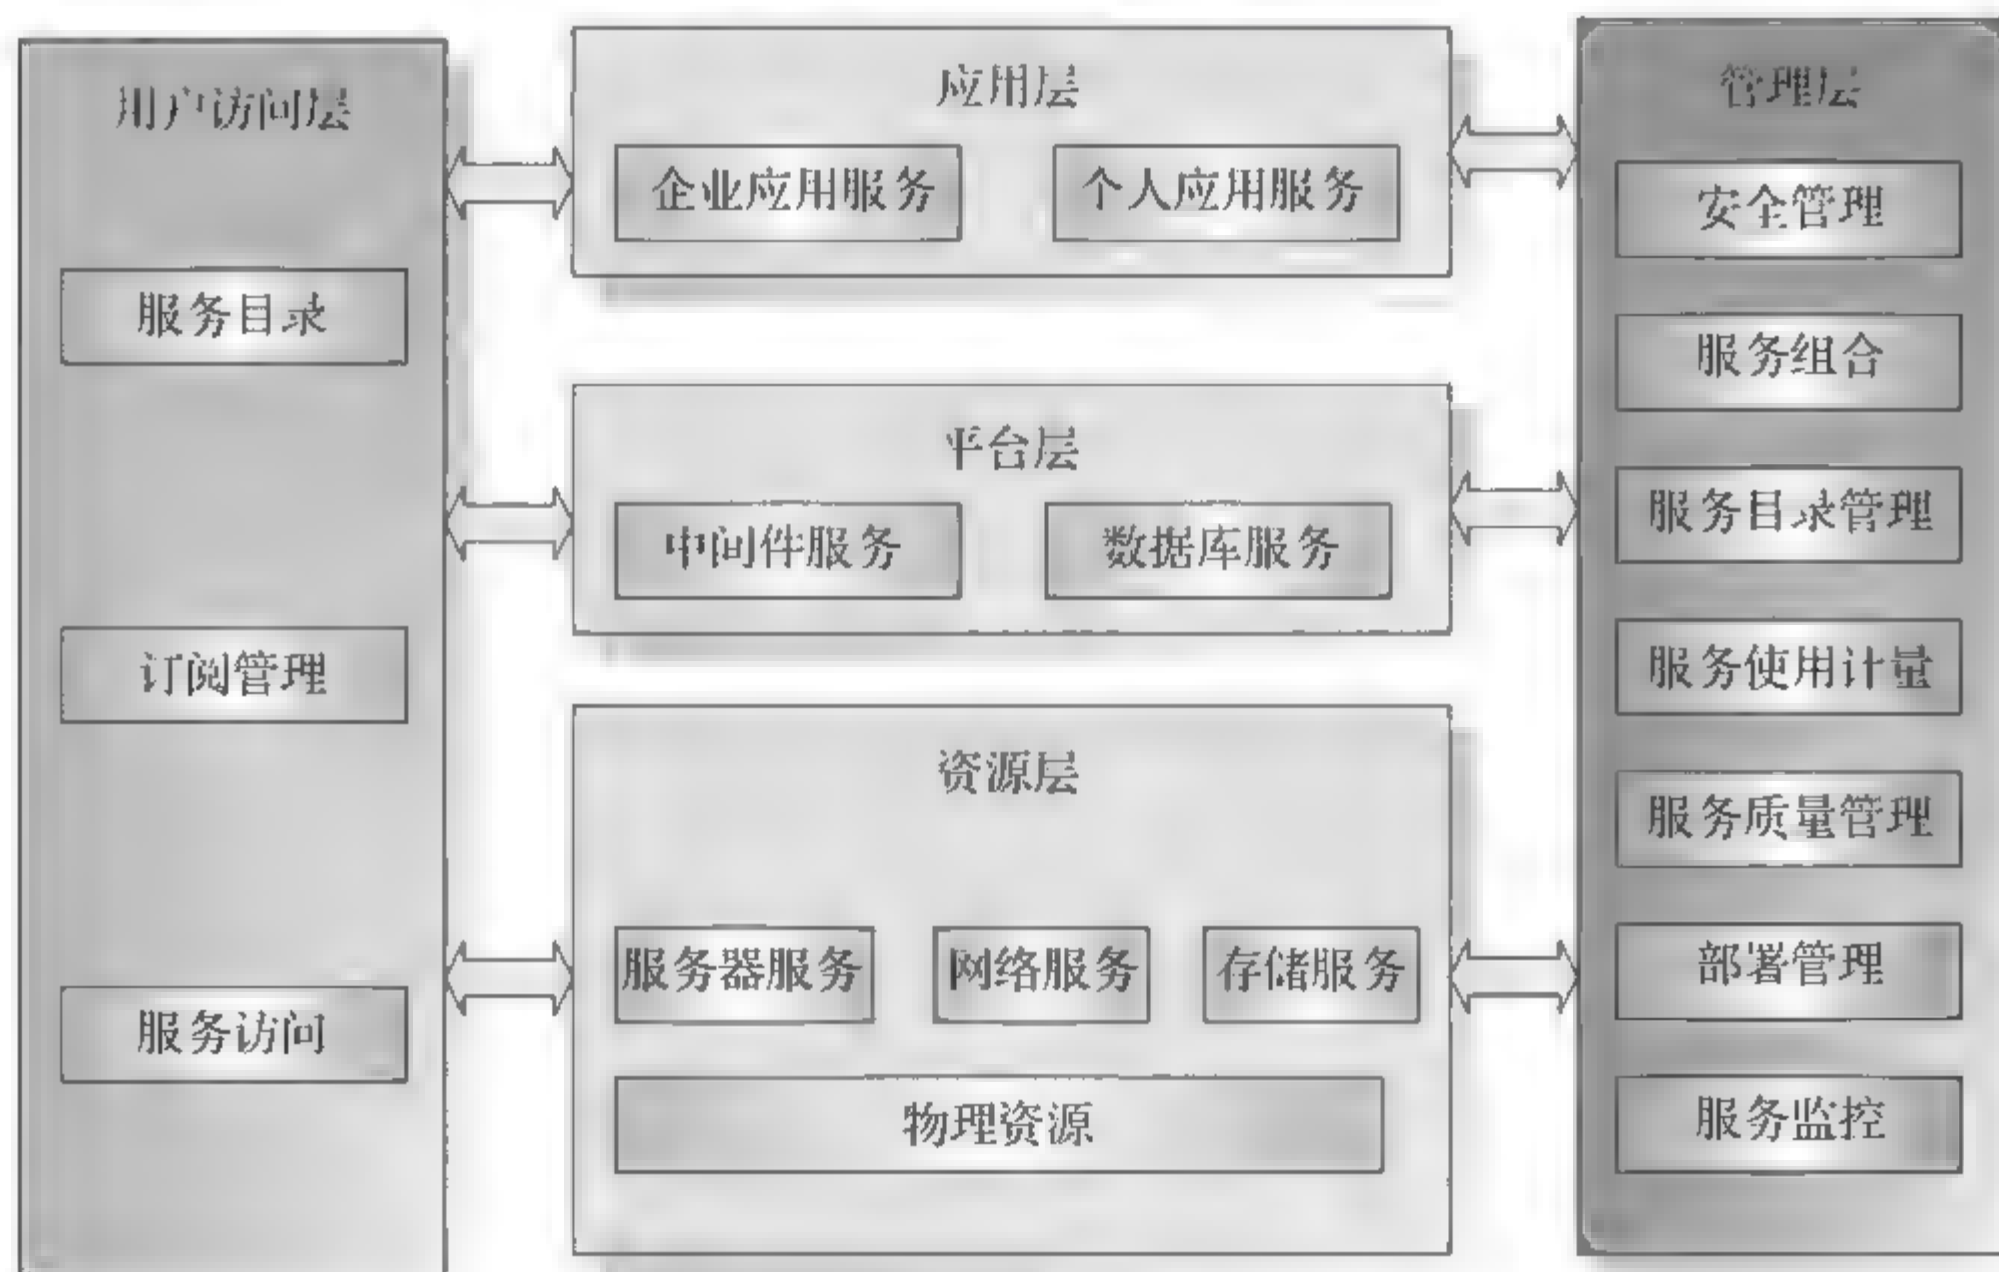 用户访问层
服务目录
订阅管理
服务访问
应用层
企业应用服务
个人应用服务
平台层
中间件服务
数据库服务
资源层
服务器服务
网络服务
存储服务
物理资源
管理层
安全管理
服务组合
服务目录管理
服务使用计量
服务质量管理
部署管理
服务监控